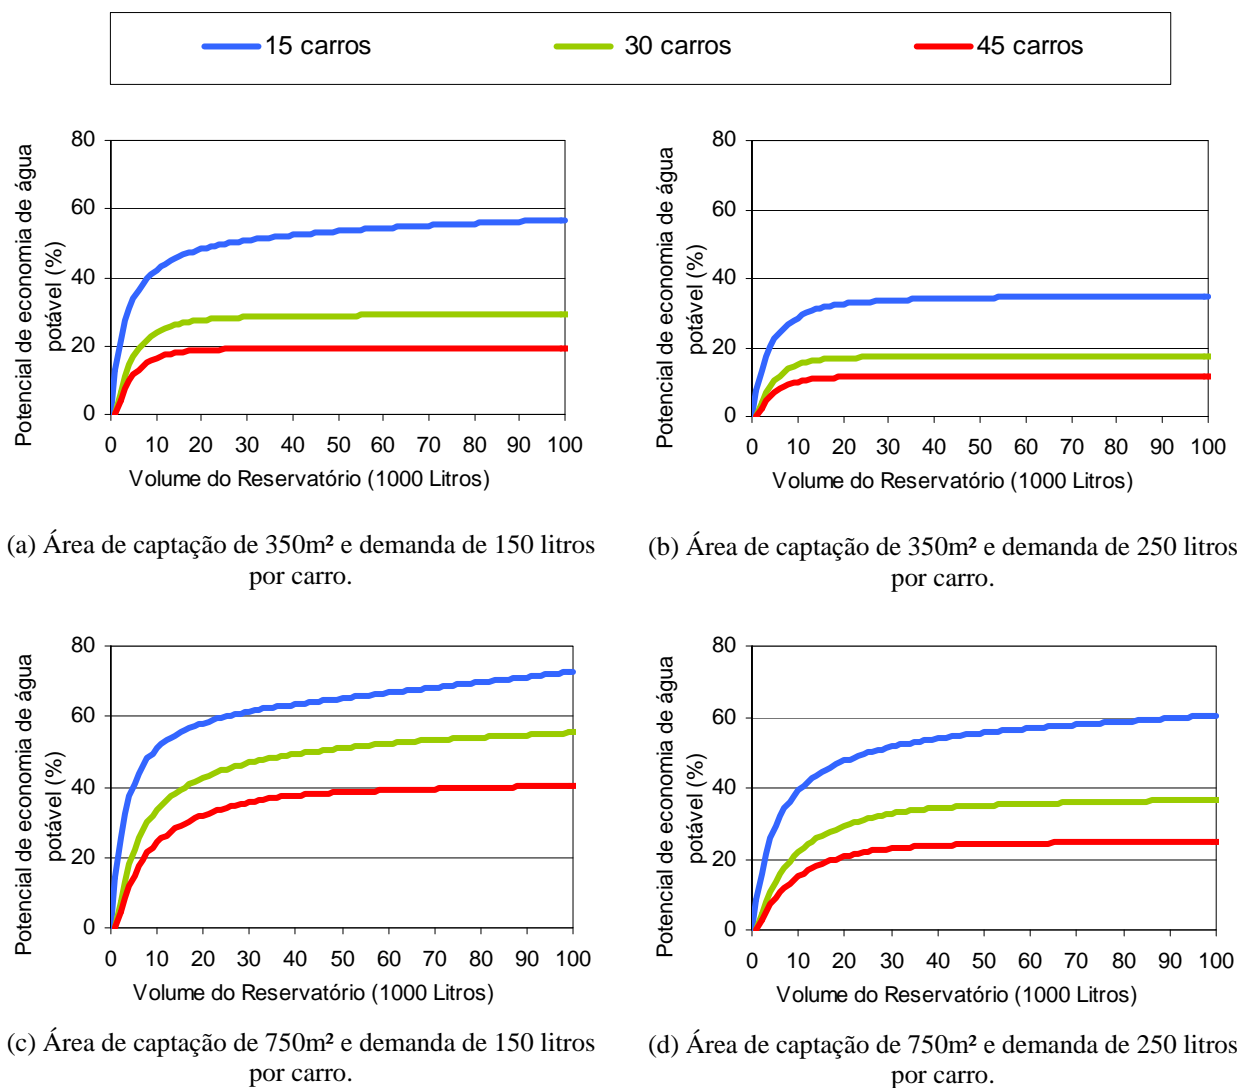 15 carros
30 carros
45 carros
Potencial de economia de água
potável (%)
80
60
40
20
0
0 10 20 30 40 50 60 70 80 90 100
Volume do Reservatório (1000 Litros)
(a) Área de captação de 350m² e demanda de 150 litros
por carro.
Potencial de economia de água
potável (%)
80
60
40
20
0
0 10 20 30 40 50 60 70 80 90 100
Volume do Reservatório (1000 Litros)
(b) Área de captação de 350m² e demanda de 250 litros
por carro.
Potencial de economia de água
potável (%)
80
60
40
20
0
0 10 20 30 40 50 60 70 80 90 100
Volume do Reservatório (1000 Litros)
(c) Área de captação de 750m² e demanda de 150 litros
por carro.
Potencial de economia de água
potável (%)
80
60
40
20
0
0 10 20 30 40 50 60 70 80 90 100
Volume do Reservatório (1000 Litros)
(d) Área de captação de 750m² e demanda de 250 litros
por carro.